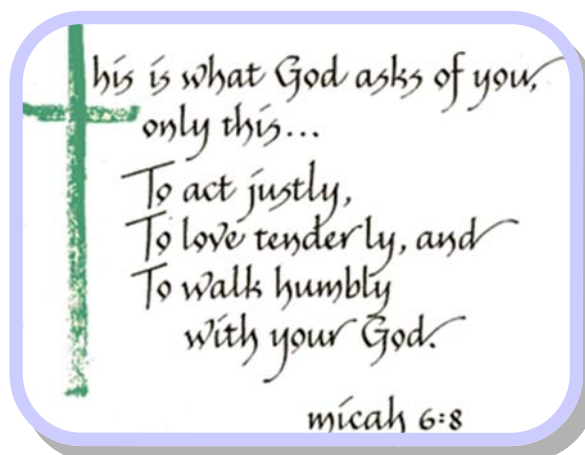 This is what God asks of you,
only this...
To act justly,
To love tenderly, and
To walk humbly
with your God.
micah 6:8